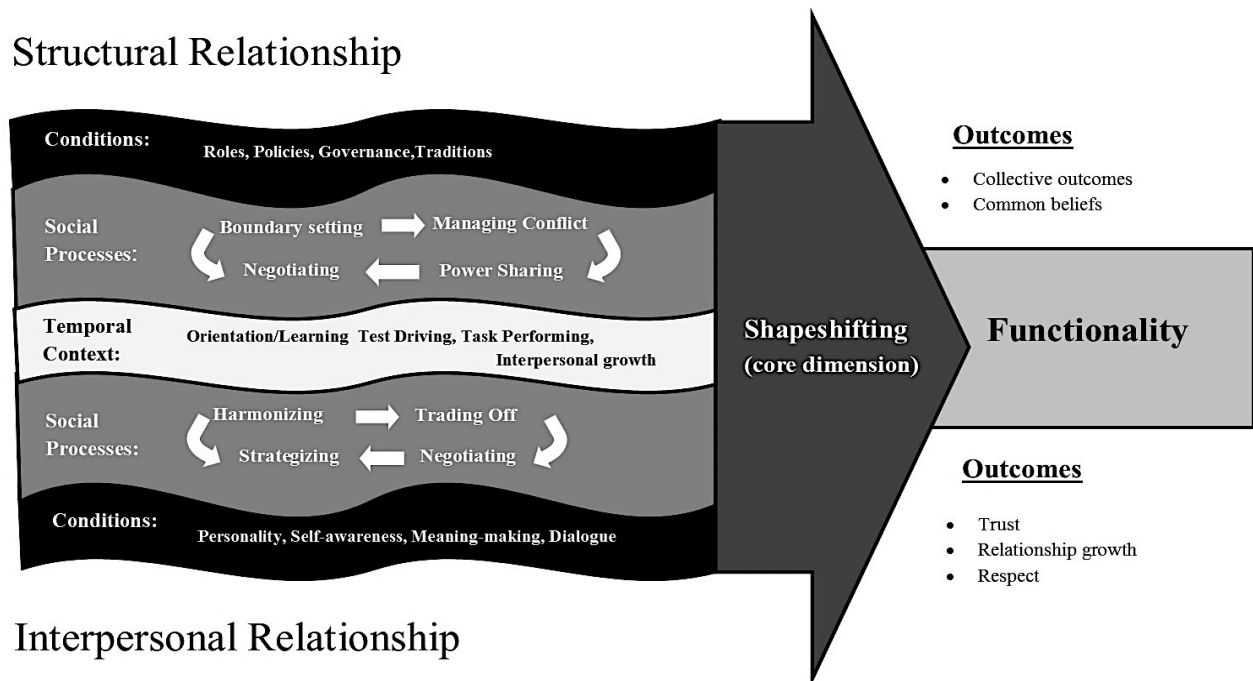 Structural Relationship
Conditions:
Roles, Policies, Governance,Traditions
Social
Processes:
Boundary setting
Managing Conflict
Negotiating
Power Sharing
Temporal
Context:
Orientation/Learning Test Driving, Task Performing,
Interpersonal growth
Social
Processes:
Harmonizing
Trading Off
Strategizing
Negotiating
Conditions:
Personality, Self-awareness, Meaning-making, Dialogue
Interpersonal Relationship
Shapeshifting
(core dimension)
Outcomes
• Collective outcomes
• Common beliefs
Functionality
Outcomes
• Trust
• Relationship growth
• Respect